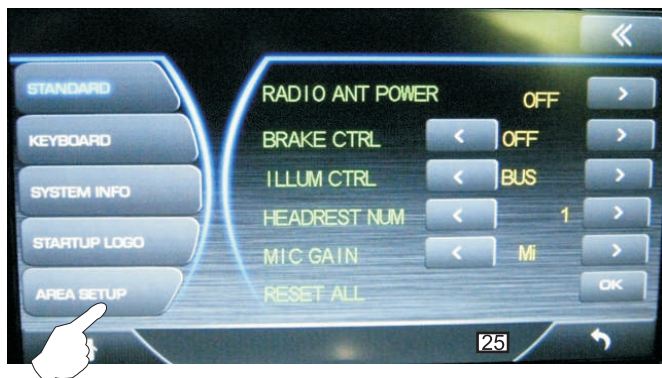 STANDARD
KEYBOARD
SYSTEM INFO
STARTUP LOGO
AREA SETUP
RADIO ANT POWER OFF
BRAKE CTRL OFF
ILLUM CTRL BUS
HEADREST NUM 1
MIC GAIN Mi
RESET ALL OK
25